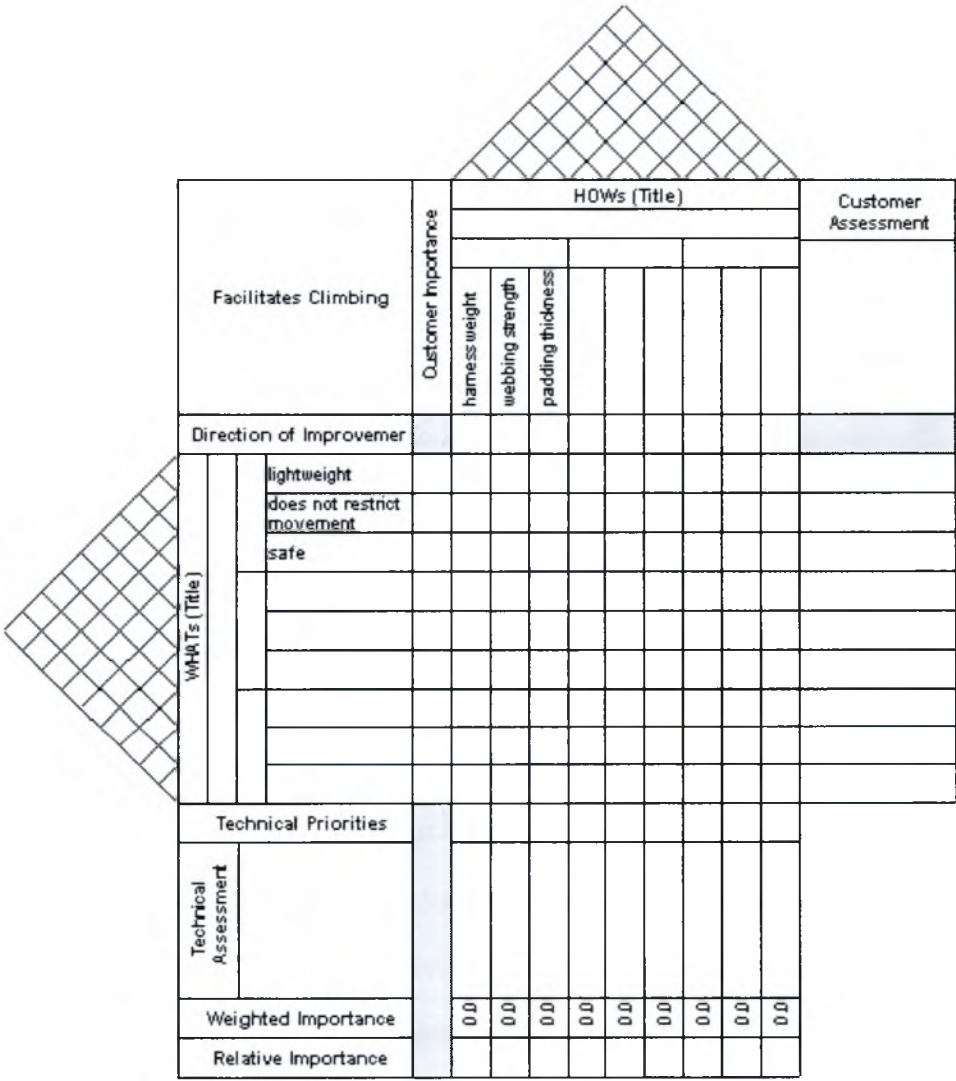 HOWs (Title)
Customer
Assessment
Facilitates Climbing
Customer Importance
harness weight
webbing strength
padding thickness
Direction of Improvemer
WHATs (Title)
lightweight
does not restrict
movement
safe
Technical Priorities
Technical
Assessment
Weighted Importance
0.0 0.0 0.0 0.0 0.0 0.0 0.0 0.0 0.0
Relative Importance